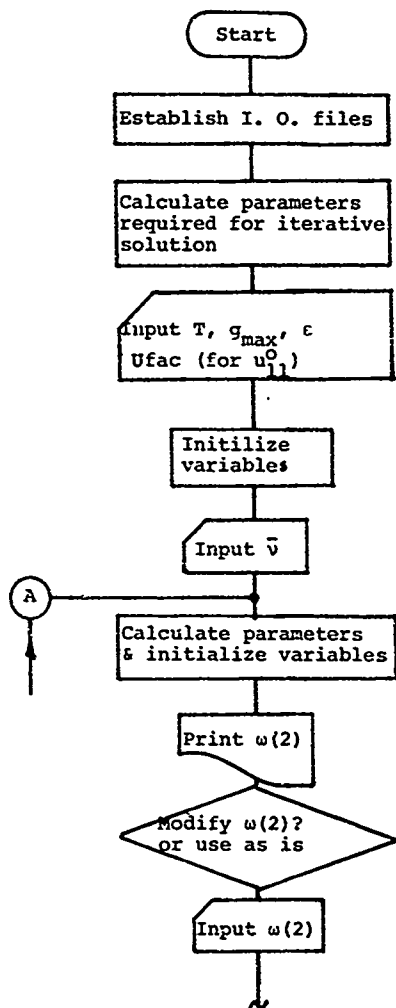 Start
Establish I. O. files
Calculate parameters
required for iterative
solution
Input T, g_max, ε
Ufac (for u°₁₁)
Initilize
variables
Input ν̄
A
Calculate parameters
& initialize variables
Print ω(2)
Modify ω(2)?
or use as is
Input ω(2)